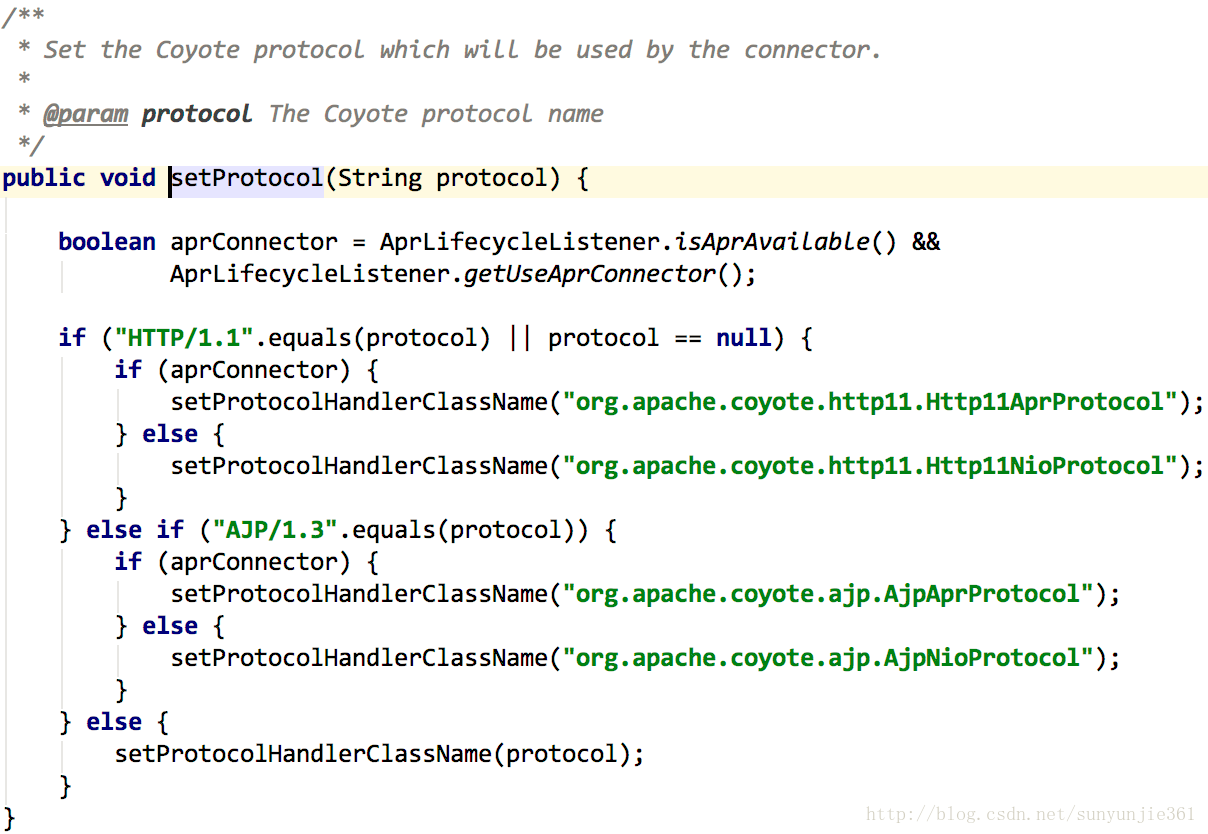 /**
 * Set the Coyote protocol which will be used by the connector.
 *
 * @param protocol The Coyote protocol name
 */
public void setProtocol(String protocol) {
    boolean aprConnector = AprLifecycleListener.isAprAvailable() &&
            AprLifecycleListener.getUseAprConnector();
    if ("HTTP/1.1".equals(protocol) || protocol == null) {
        if (aprConnector) {
            setProtocolHandlerClassName("org.apache.coyote.http11.Http11AprProtocol");
        } else {
            setProtocolHandlerClassName("org.apache.coyote.http11.Http11NioProtocol");
        }
    } else if ("AJP/1.3".equals(protocol)) {
        if (aprConnector) {
            setProtocolHandlerClassName("org.apache.coyote.ajp.AjpAprProtocol");
        } else {
            setProtocolHandlerClassName("org.apache.coyote.ajp.AjpNioProtocol");
        }
    } else {
        setProtocolHandlerClassName(protocol);
    }
}
http://blog.csdn.net/sunyunjie361